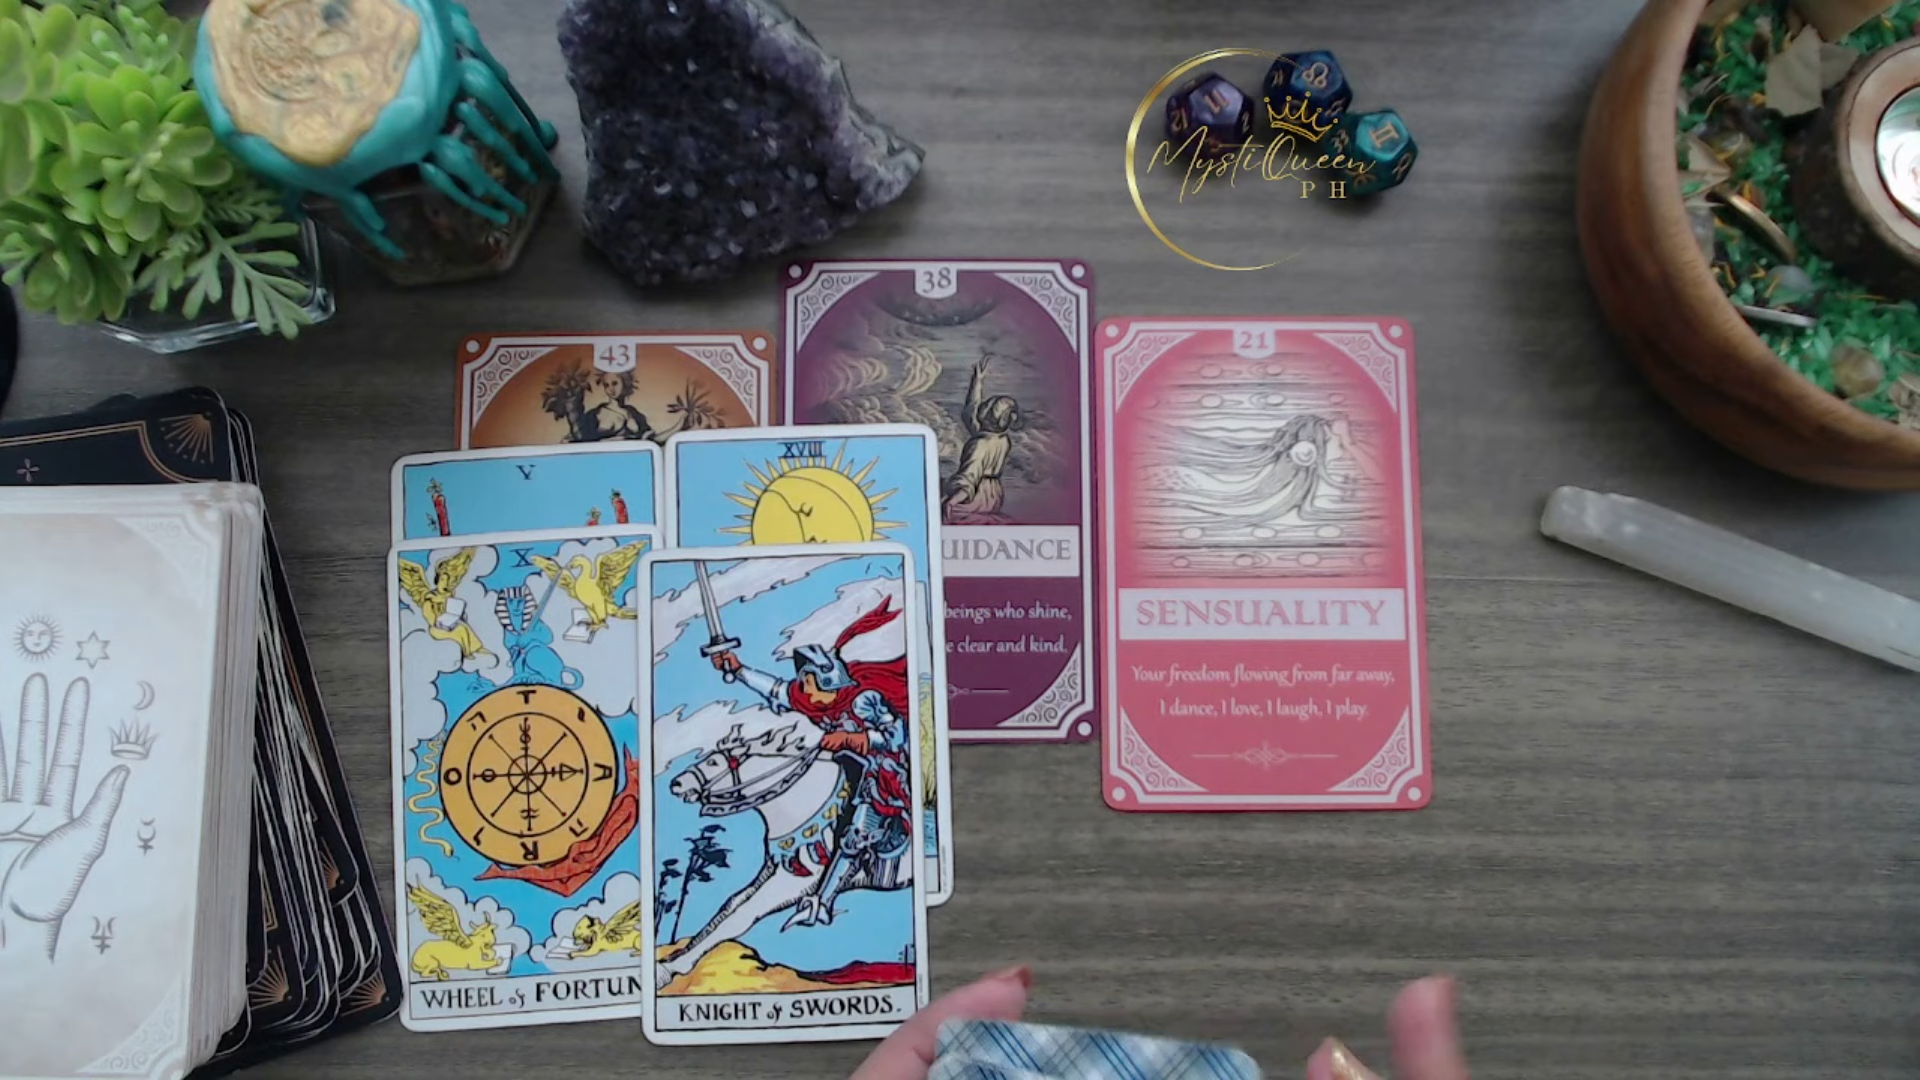 MystiQueen
PH
38
21
43
V
XVIII
UIDANCE
beings who shine,
e clear and kind.
SENSUALITY
Your freedom flowing from far away,
I dance, I love, I laugh, I play.
X
T
A
R
O
WHEEL of FORTUN
KNIGHT of SWORDS.